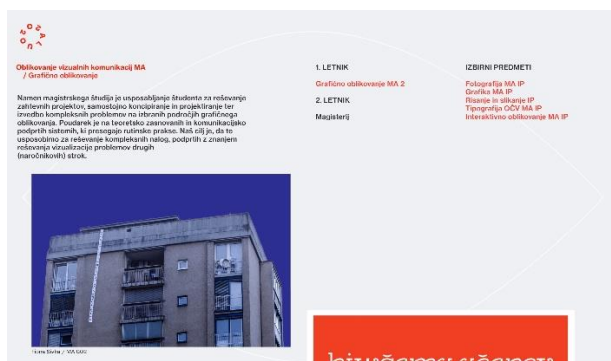 Oblikovanje vizualnih komunikacij MA
/ Grafično oblikovanje
Namen magistrskega študija je usposabljanje študenta za reševanje
zahtevnih projektov, samostojno koncipiranje in projektiranje ter
izvedbo kompleksnih problemov na izbranih področjih grafičnega
oblikovanja. Poudarek je na teoretsko zasnovanih in komunikacijsko
podprtih sistemih, ki presegajo rutinske prakse. Naš cilj je, da te
usposobimo za reševanje kompleksnih nalog, podprtih z znanjem
reševanja vizualizacije problemov drugih
(naročnikovih) strok.
1. LETNIK
Grafično oblikovanje MA 2
2. LETNIK
Magisterij
IZBIRNI PREDMETI
Fotografija MA IP
Grafika MA IP
Risanje in slikanje IP
Tipografija OČV MA IP
Interaktivno oblikovanje MA IP